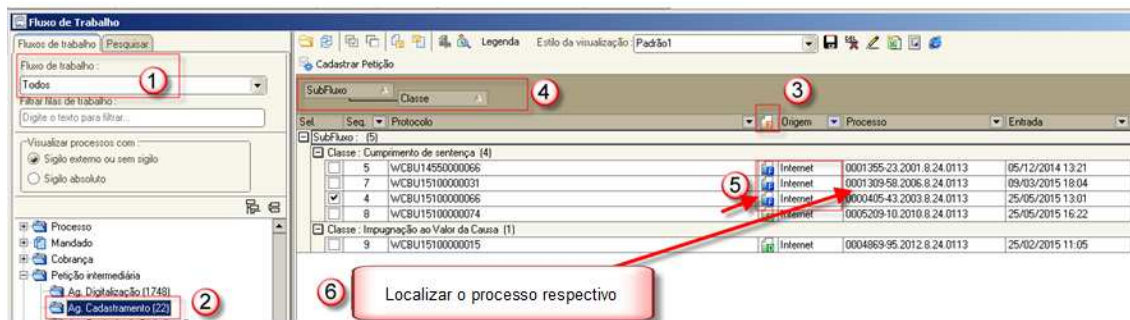 Fluxo de Trabalho
Fluxos de trabalho Pesquisar
Fluxo de trabalho :
Todos
1
Filtrar filas de trabalho :
Digite o texto para filtrar...
Visualizar processos com :
Sigilo externo ou sem sigilo
Sigilo absoluto
Processo
Mandado
Cobrança
Petição intermediária
Ag. Digitalização (1748)
Ag. Cadastramento (22)
2
Legenda Estilo da visualização : Padrão1
Cadastrar Petição
SubFluxo
Classe
4
3
Sel. Seq. Protocolo Origem Processo Entrada
SubFluxo : (5)
Classe : Cumprimento de sentença (4)
5 WCBU14550000066 Internet 0001355-23.2001.8.24.0113 05/12/2014 13:21
7 WCBU15100000031 Internet 0001309-58.2006.8.24.0113 09/03/2015 18:04
4 WCBU15100000066 Internet 0000405-43.2003.8.24.0113 25/05/2015 13:01
8 WCBU15100000074 Internet 0005209-10.2010.8.24.0113 25/05/2015 16:22
5
Classe : Impugnação ao Valor da Causa (1)
9 WCBU15100000015 Internet 0004869-95.2012.8.24.0113 25/02/2015 11:05
6
Localizar o processo respectivo